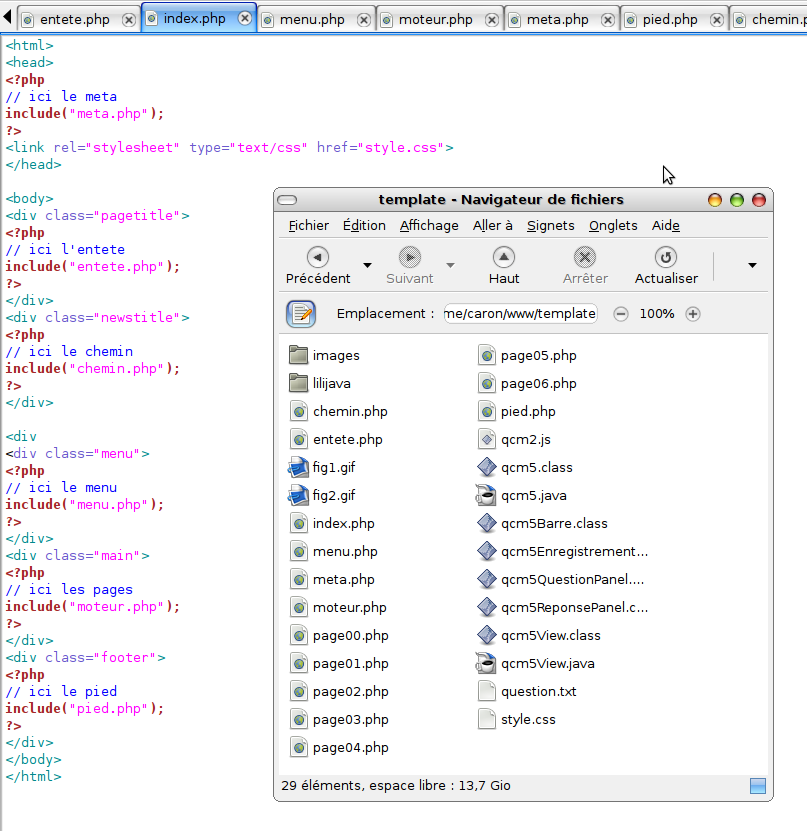 entete.php index.php menu.php moteur.php meta.php pied.php chemin.p
<html>
<head>
<?php
// ici le meta
include("meta.php");
?>
<link rel="stylesheet" type="text/css" href="style.css">
</head>
<body>
<div class="pagetitle">
<?php
// ici l'entete
include("entete.php");
?>
</div>
<div class="newstitle">
<?php
// ici le chemin
include("chemin.php");
?>
</div>
<div
<div class="menu">
<?php
// ici le menu
include("menu.php");
?>
</div>
<div class="main">
<?php
// ici les pages
include("moteur.php");
?>
</div>
<div class="footer">
<?php
// ici le pied
include("pied.php");
?>
</div>
</body>
</html>
template - Navigateur de fichiers
Fichier Édition Affichage Aller à Signets Onglets Aide
Précédent Suivant Haut Arrêter Actualiser
Emplacement : me/caron/www/template 100%
images
lilijava
chemin.php
entete.php
fig1.gif
fig2.gif
index.php
menu.php
meta.php
moteur.php
page00.php
page01.php
page02.php
page03.php
page04.php
page05.php
page06.php
pied.php
qcm2.js
qcm5.class
qcm5.java
qcm5Barre.class
qcm5Enregistrement...
qcm5QuestionPanel....
qcm5ReponsePanel.c...
qcm5View.class
qcm5View.java
question.txt
style.css
29 éléments, espace libre : 13,7 Gio